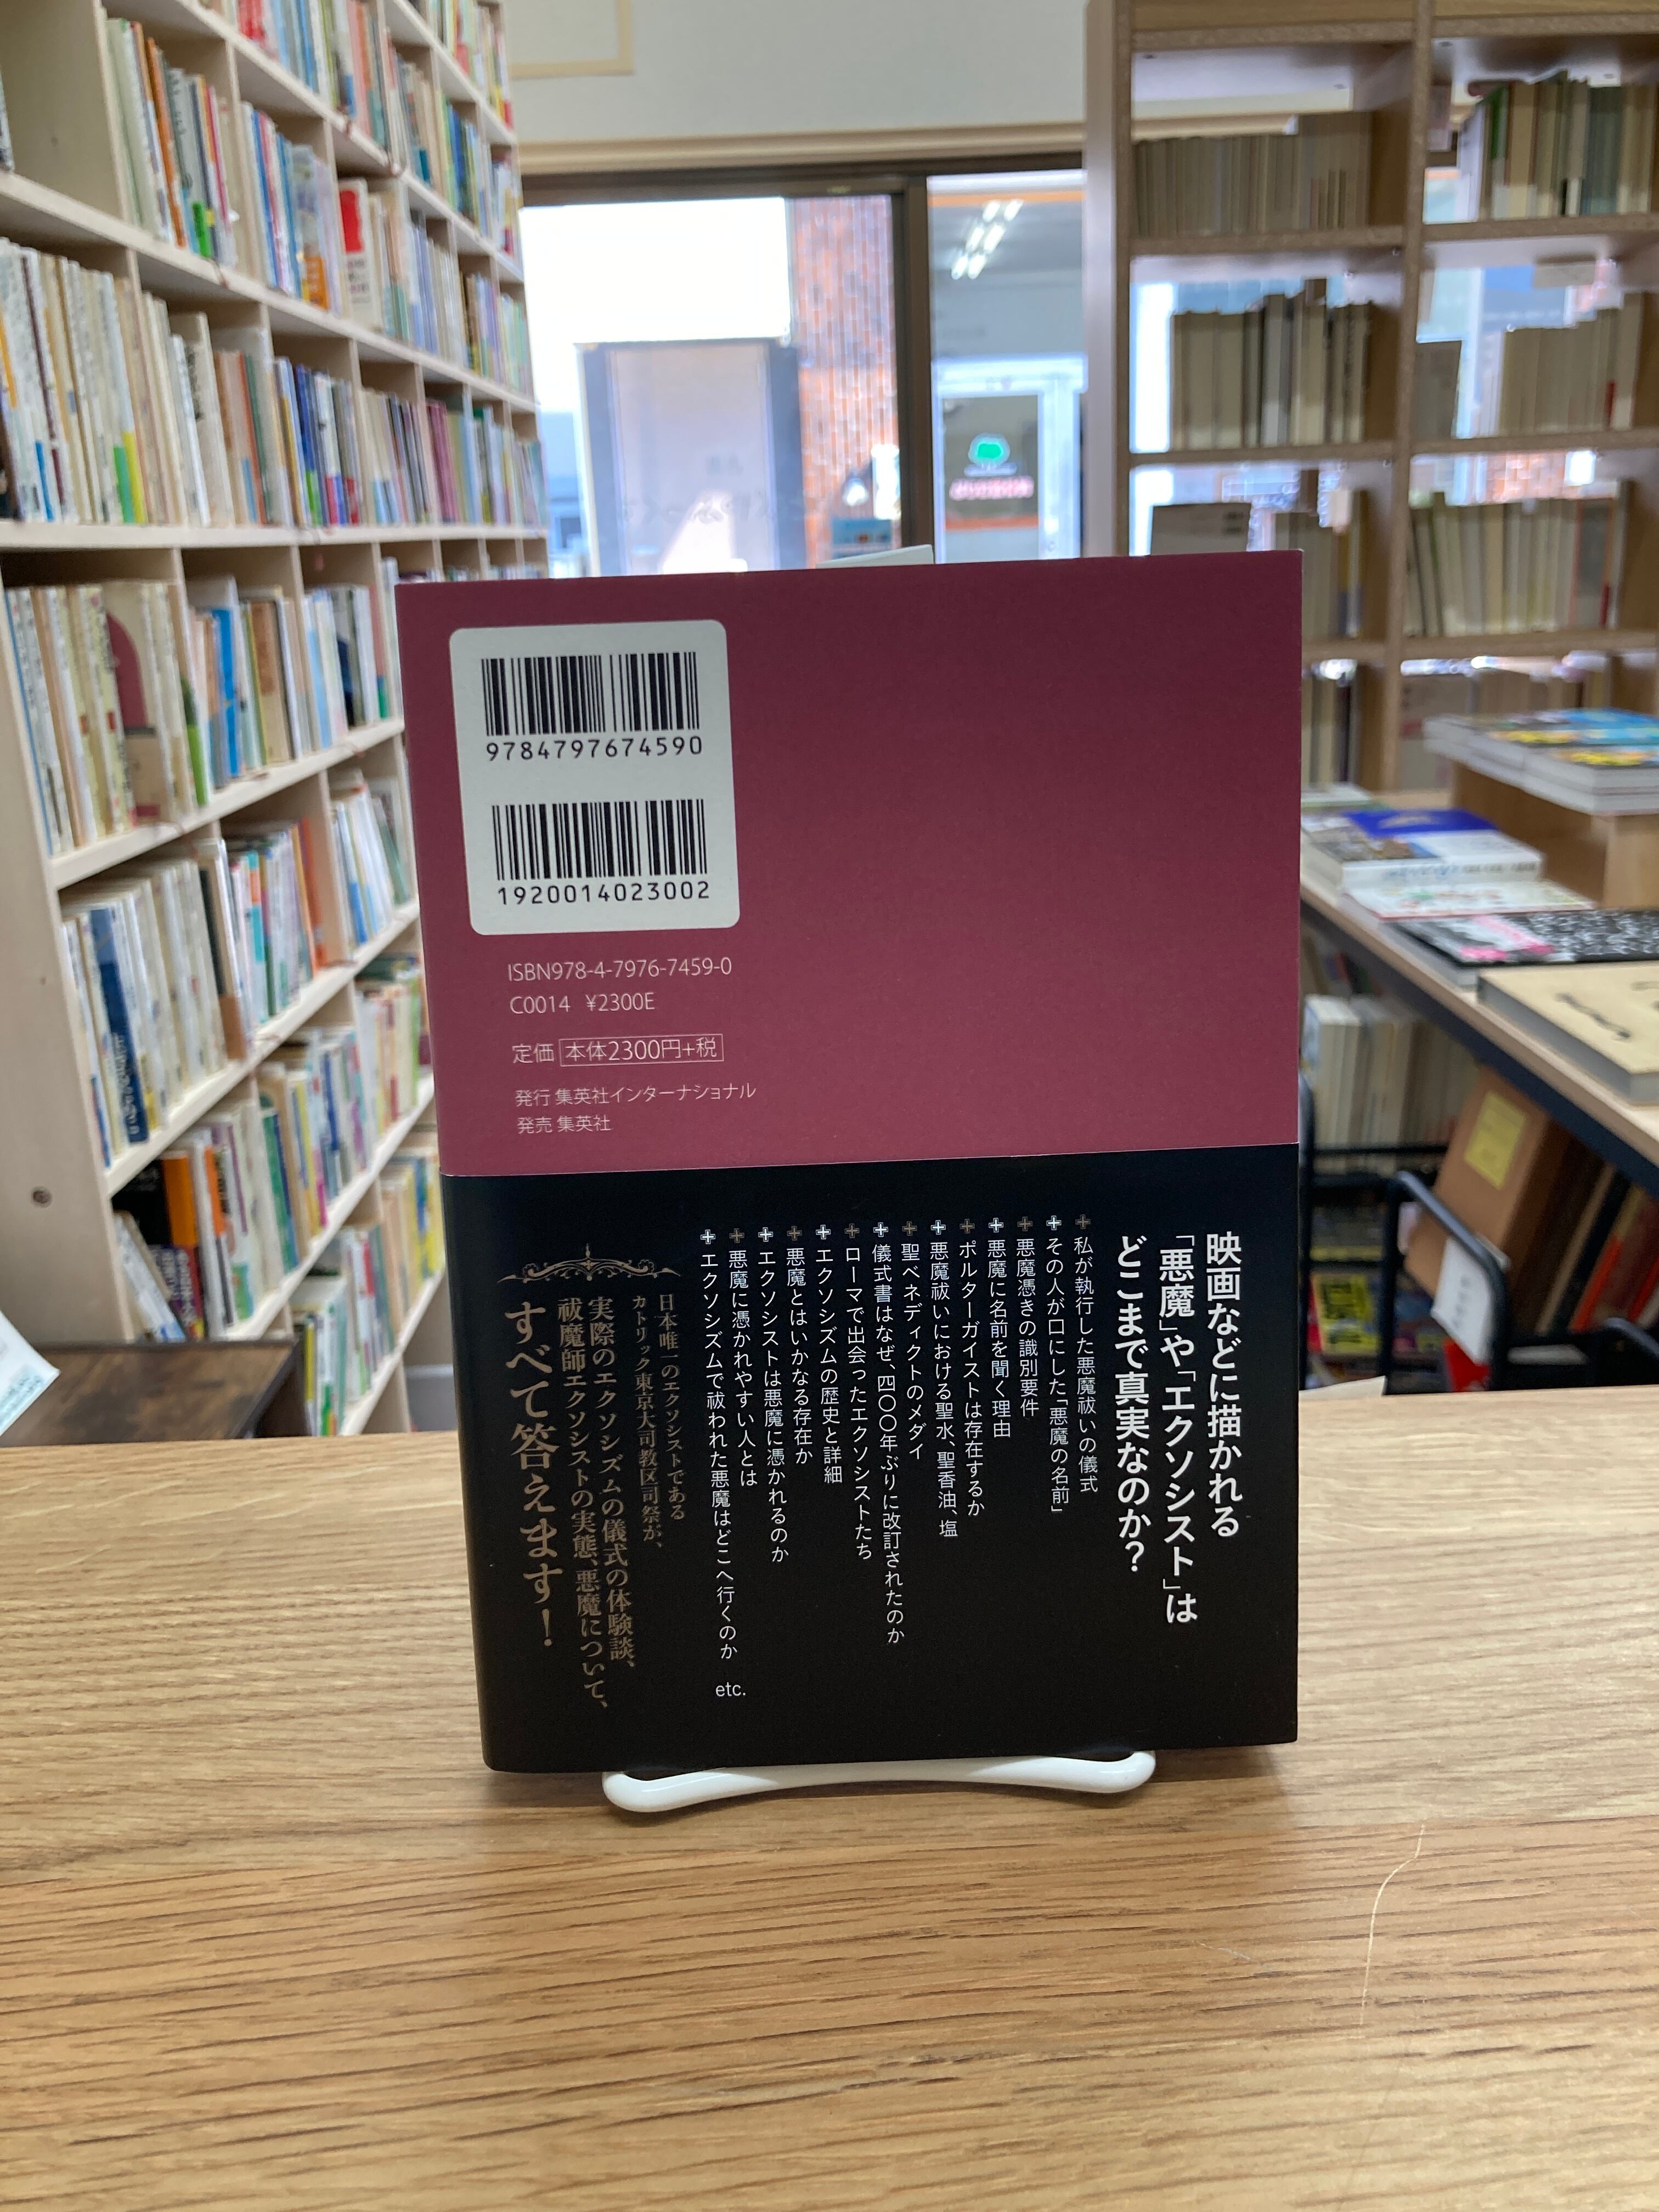 9784797674590
1920014023002
ISBN978-4-7976-7459-0
C0014 ¥2300E
定価 本体2300円+税
発行 集英社インターナショナル
発売 集英社
映画などに描かれる
「悪魔」や「エクソシスト」は
どこまで真実なのか？
私が執行した悪魔祓いの儀式
その人が口にした「悪魔の名前」
悪魔憑きの識別要件
悪魔に名前を聞く理由
ポルターガイストは存在するか
悪魔祓いにおける聖水、聖香油、塩
聖ベネディクトのメダイ
儀式書はなぜ、四〇〇年ぶりに改訂されたのか
ローマで出会ったエクソシストたち
エクソシズムの歴史と詳細
悪魔とはいかなる存在か
エクソシストは悪魔に憑かれるのか
悪魔に憑かれやすい人とは
エクソシズムで祓われた悪魔はどこへ行くのか etc.
日本唯一のエクソシストである
カトリック東京大司教区司祭が、
実際のエクソシズムの儀式の体験談、
祓魔師エクソシストの実態、悪魔について、
すべて答えます！